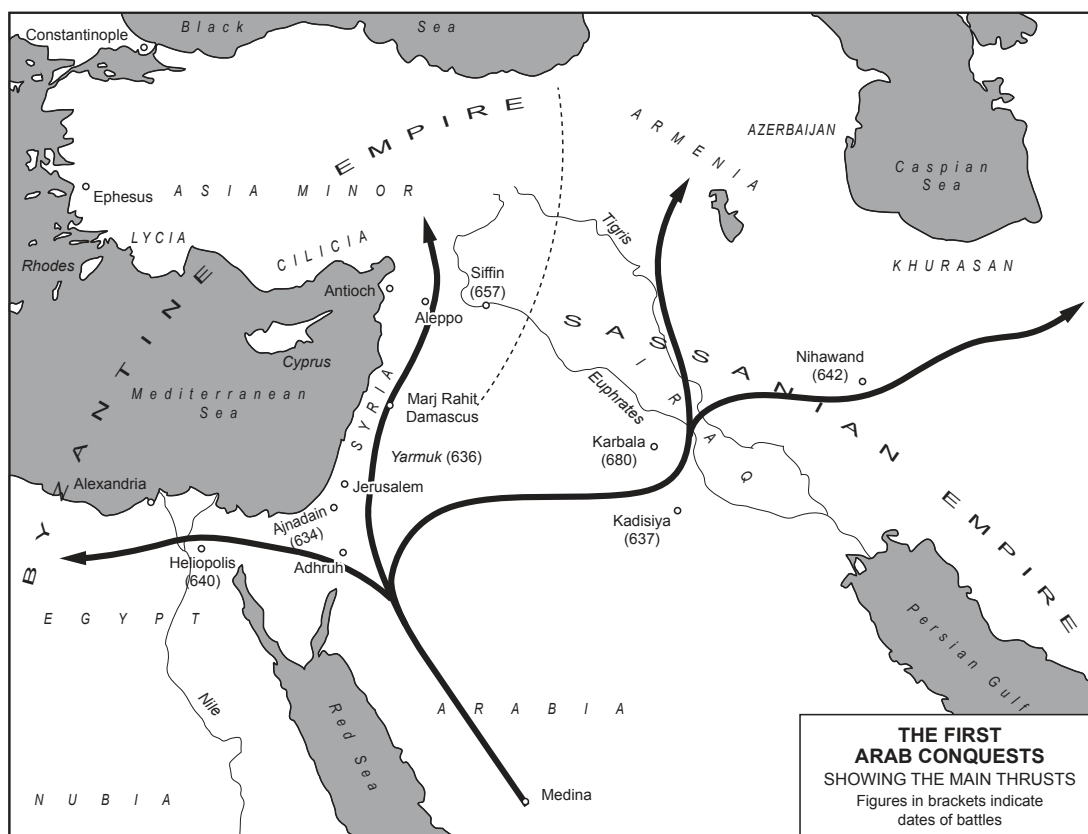 Constantinople
Black Sea
BYZANTINE EMPIRE
ARMENIA
AZERBAIJAN
Caspian
Sea
Ephesus
ASIA MINOR
LYCIA
CILICIA
Rhodes
Tigris
KHURASAN
Antioch
Siffin
(657)
Aleppo
SASSANIAN EMPIRE
Cyprus
Mediterranean
Sea
SYRIA
Euphrates
IRAQ
Nihawand
(642)
Marj Rahit
Damascus
Yarmuk (636)
Karbala
(680)
Alexandria
Jerusalem
Ajnadain
(634)
Kadisiya
(637)
Heliopolis
(640)
Adhruh
EGYPT
Persian Gulf
Nile
Red Sea
ARABIA
NUBIA
Medina
THE FIRST
ARAB CONQUESTS
SHOWING THE MAIN THRUSTS
Figures in brackets indicate
dates of battles